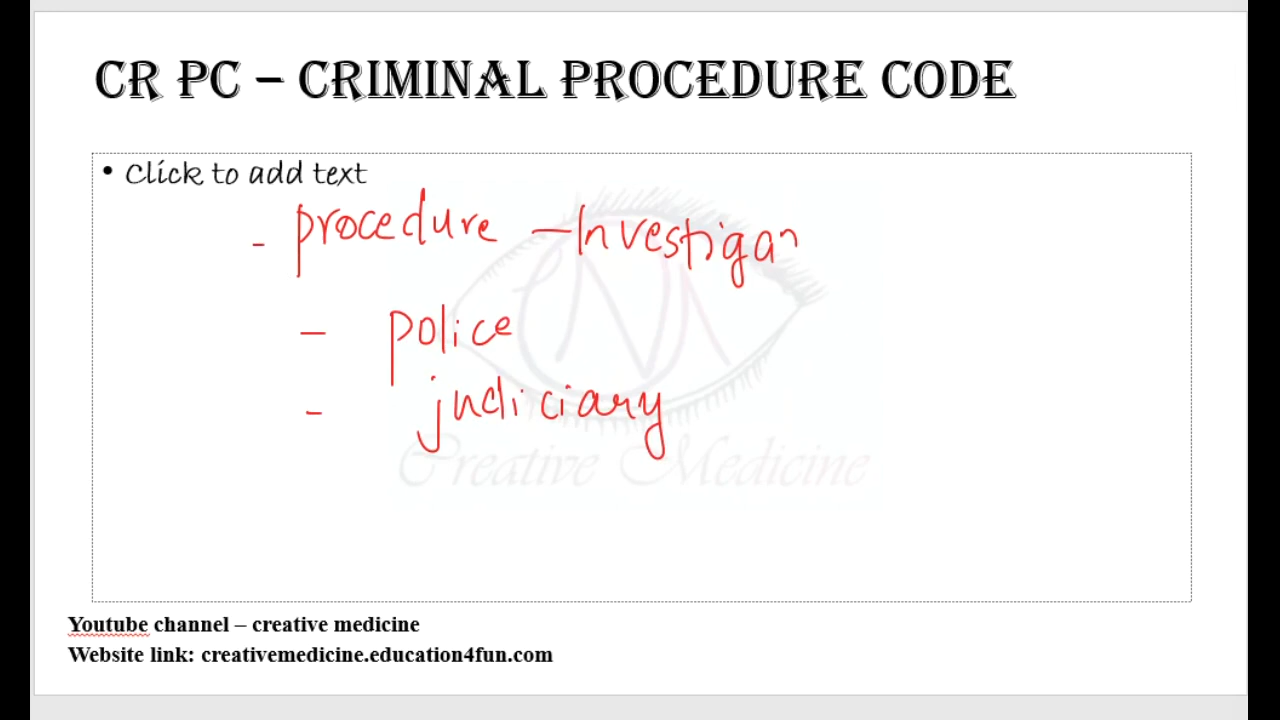 CR PC – CRIMINAL PROCEDURE CODE
• Click to add text
- procedure – Investigan
- police
- judiciary
Creative Medicine
Youtube channel – creative medicine
Website link: creativemedicine.education4fun.com